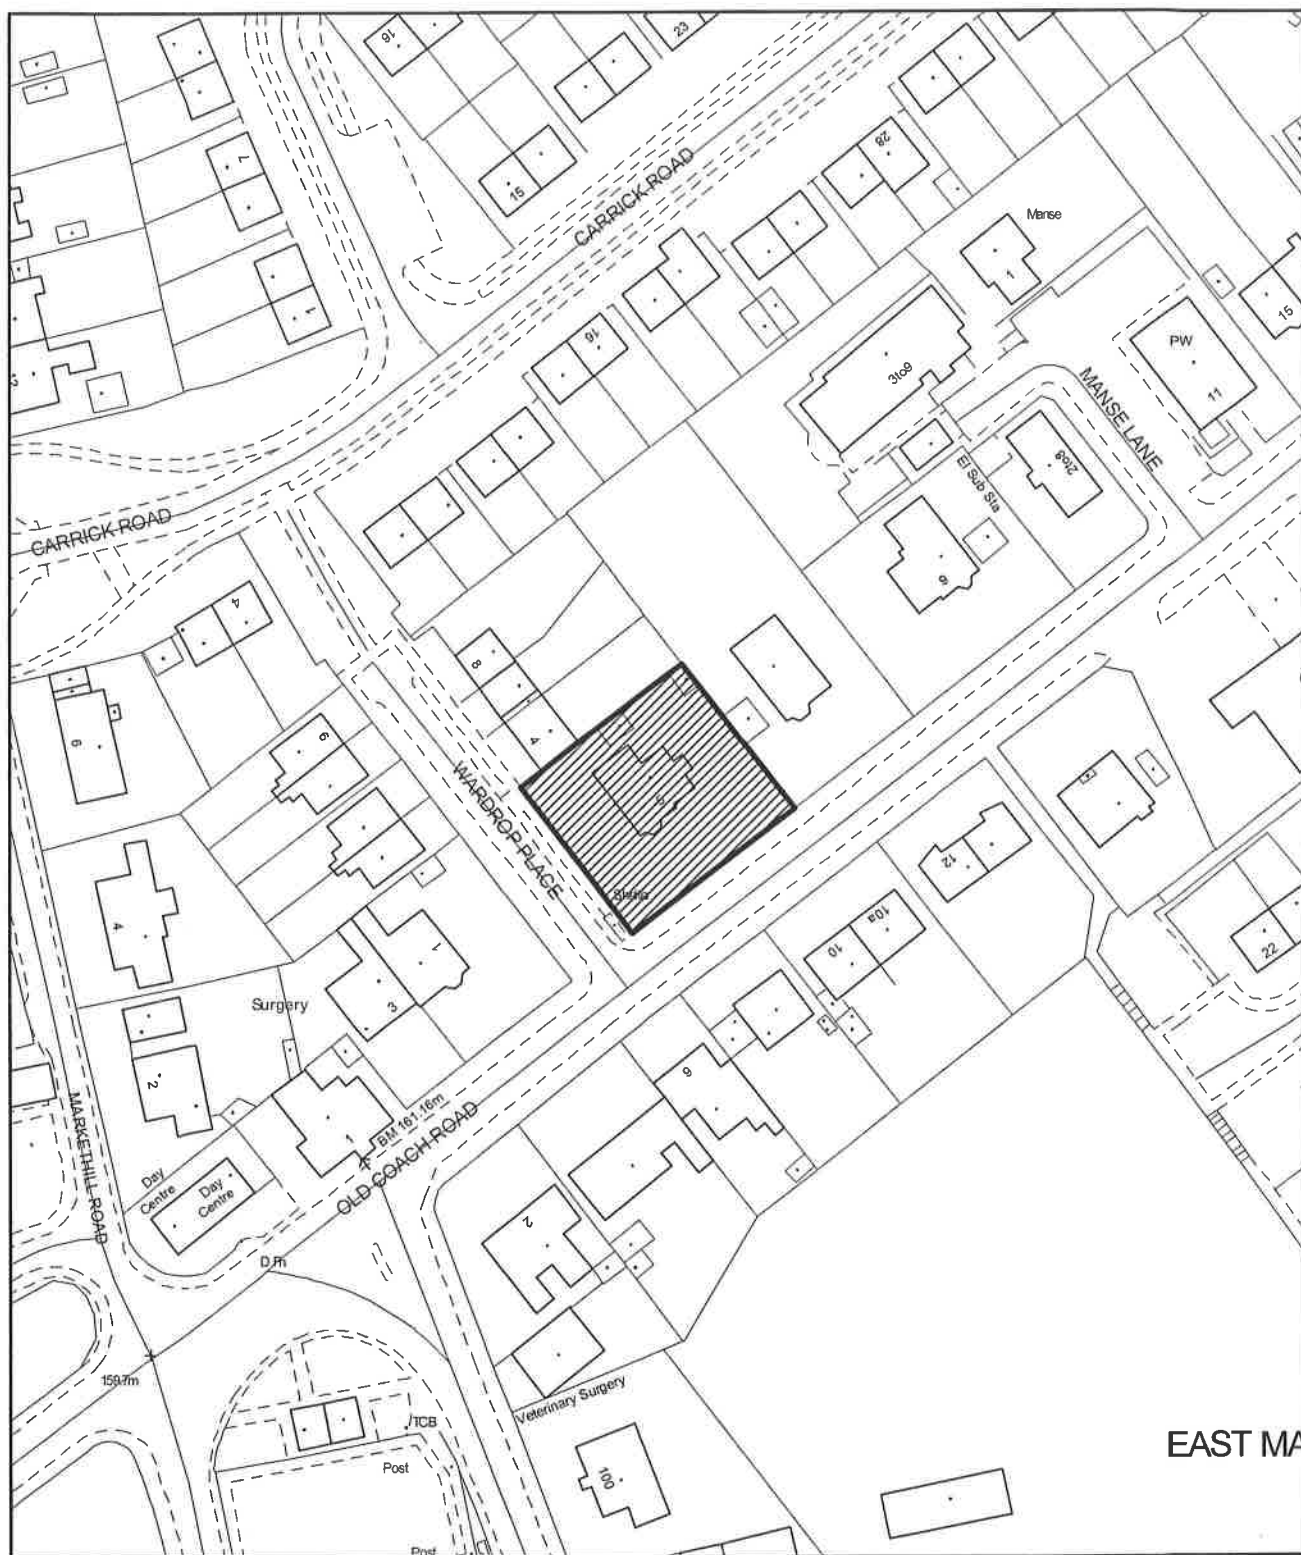 16
23
7
15
CARRICK ROAD
28
Manse
1
1
15
PW
11
3to9
16
MANSE LANE
2to8
El Sub Sta
CARRICK ROAD
4
8
6
6
4
WARDROP PLACE
12
10a
10
4
1
3
22
Surgery
2
6
MARKETHILL ROAD
1
BM 161.16m
OLD COACH ROAD
Day
Centre
Day
Centre
2
D Fn
159.7m
Veterinary Surgery
TCB
Post
100
EAST MA
Post